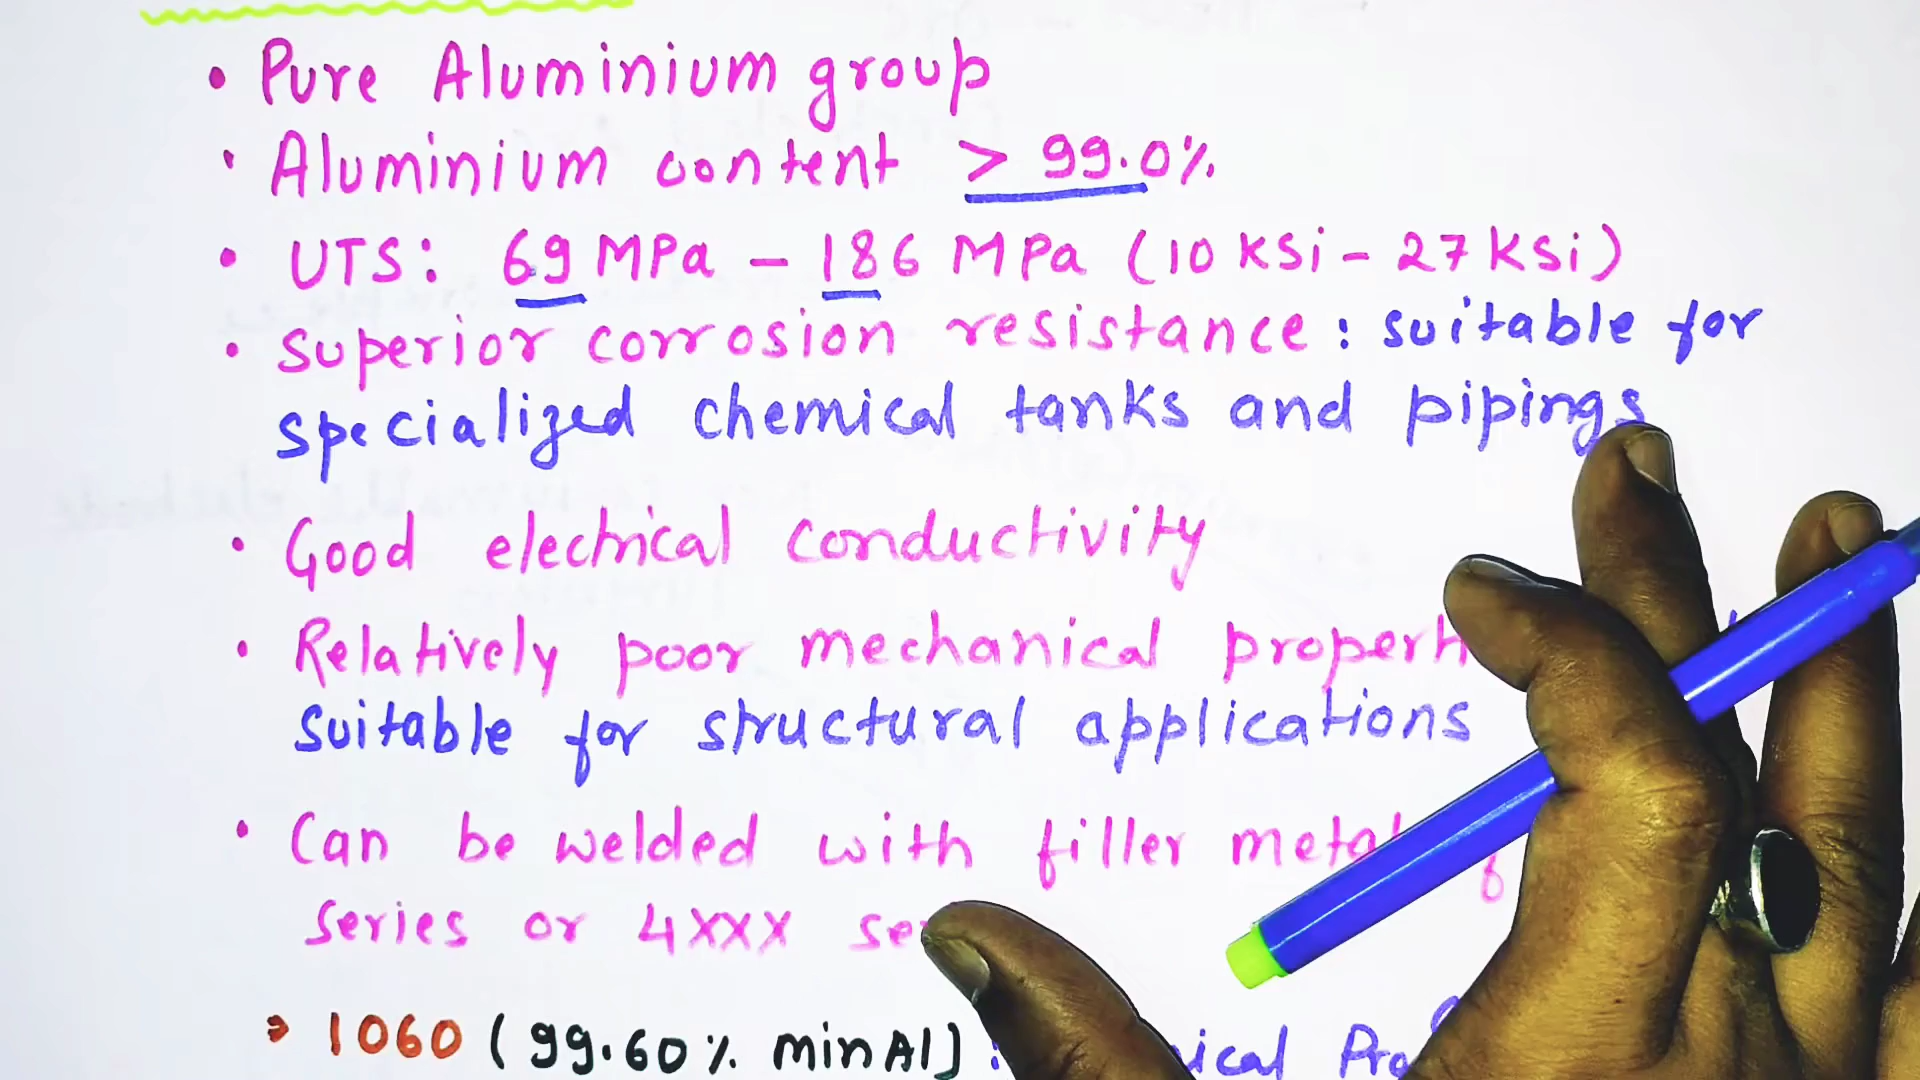 • Pure Aluminium group
• Aluminium content > 99.0%
• UTS: 69 MPa – 186 MPa (10 KSi - 27 KSi)
• superior corrosion resistance : suitable for
specialized chemical tanks and pipings
• Good electrical conductivity
• Relatively poor mechanical
suitable for structural applications
• Can be welded with filler
series or 4XXX
→ 1060 (99.60% min Al) :